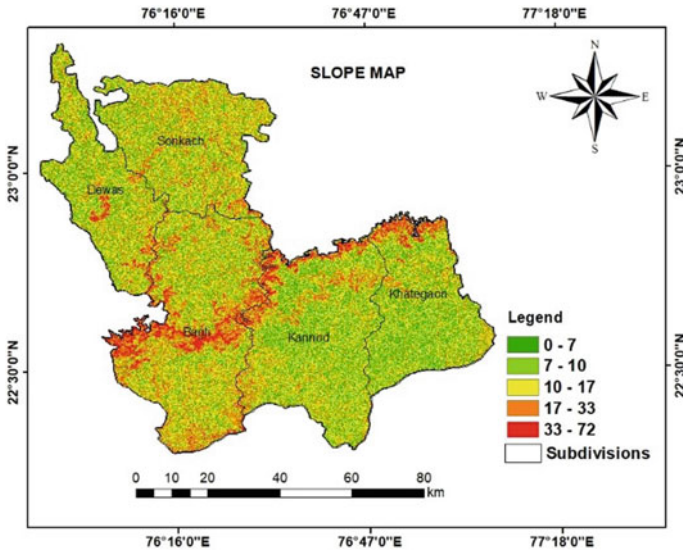 76°16'0"E 76°47'0"E 77°18'0"E
SLOPE MAP
N
W E
S
23°0'0"N 23°0'0"N
Sonkach
Dewas
Khategaon
Bagli
Kannod
22°30'0"N 22°30'0"N
Legend
0 - 7
7 - 10
10 - 17
17 - 33
33 - 72
Subdivisions
0 10 20 40 60 80
km
76°16'0"E 76°47'0"E 77°18'0"E